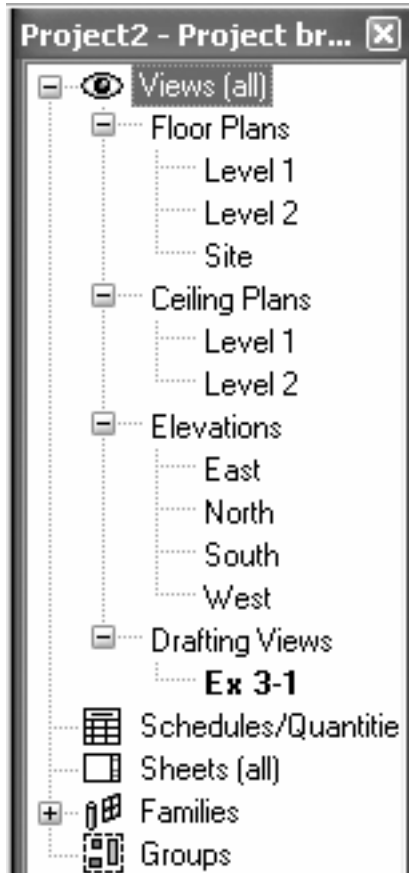 Project2 - Project br...
Views (all)
Floor Plans
Level 1
Level 2
Site
Ceiling Plans
Level 1
Level 2
Elevations
East
North
South
West
Drafting Views
Ex 3-1
Schedules/Quantitie
Sheets (all)
Families
Groups